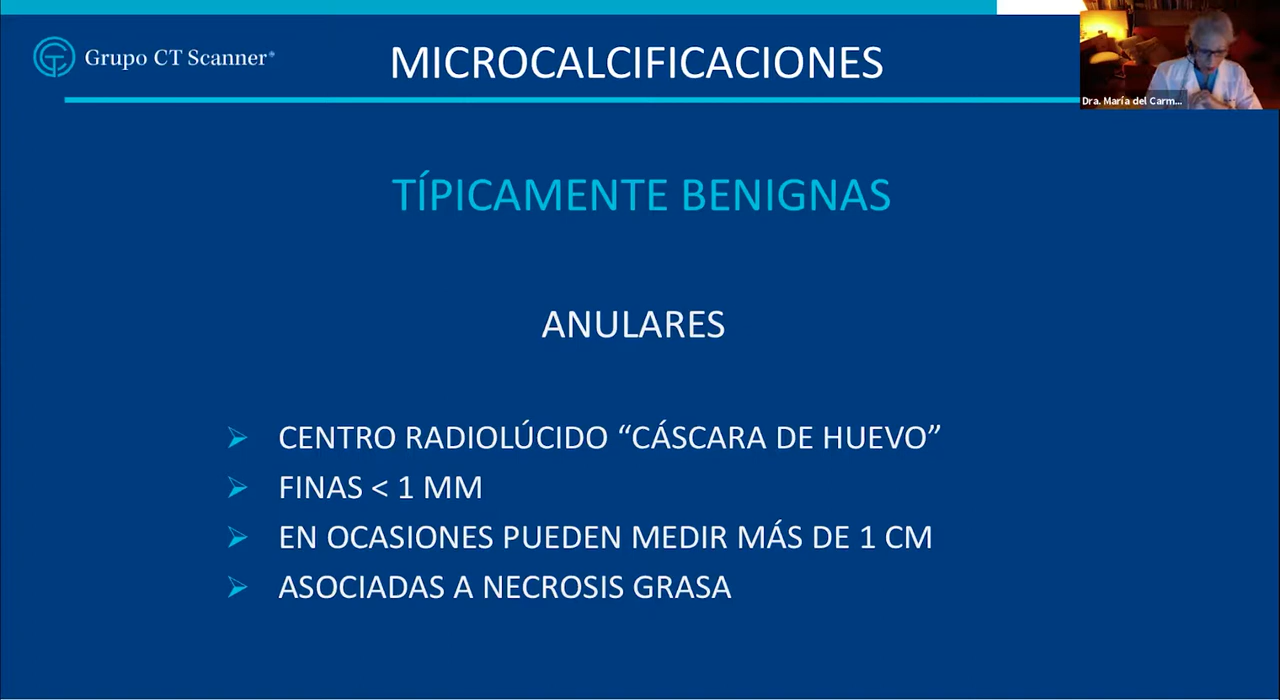 Grupo CT Scanner®
MICROCALCIFICACIONES
Dra. María del Carm...
TÍPICAMENTE BENIGNAS
ANULARES
CENTRO RADIOLÚCIDO “CÁSCARA DE HUEVO”
FINAS < 1 MM
EN OCASIONES PUEDEN MEDIR MÁS DE 1 CM
ASOCIADAS A NECROSIS GRASA